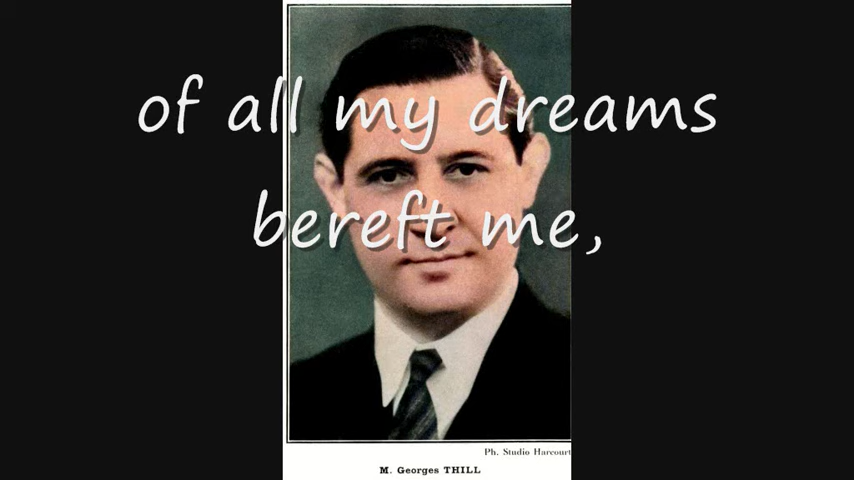 of all my dreams
bereft me,
Ph. Studio Harcourt
M. Georges THILL